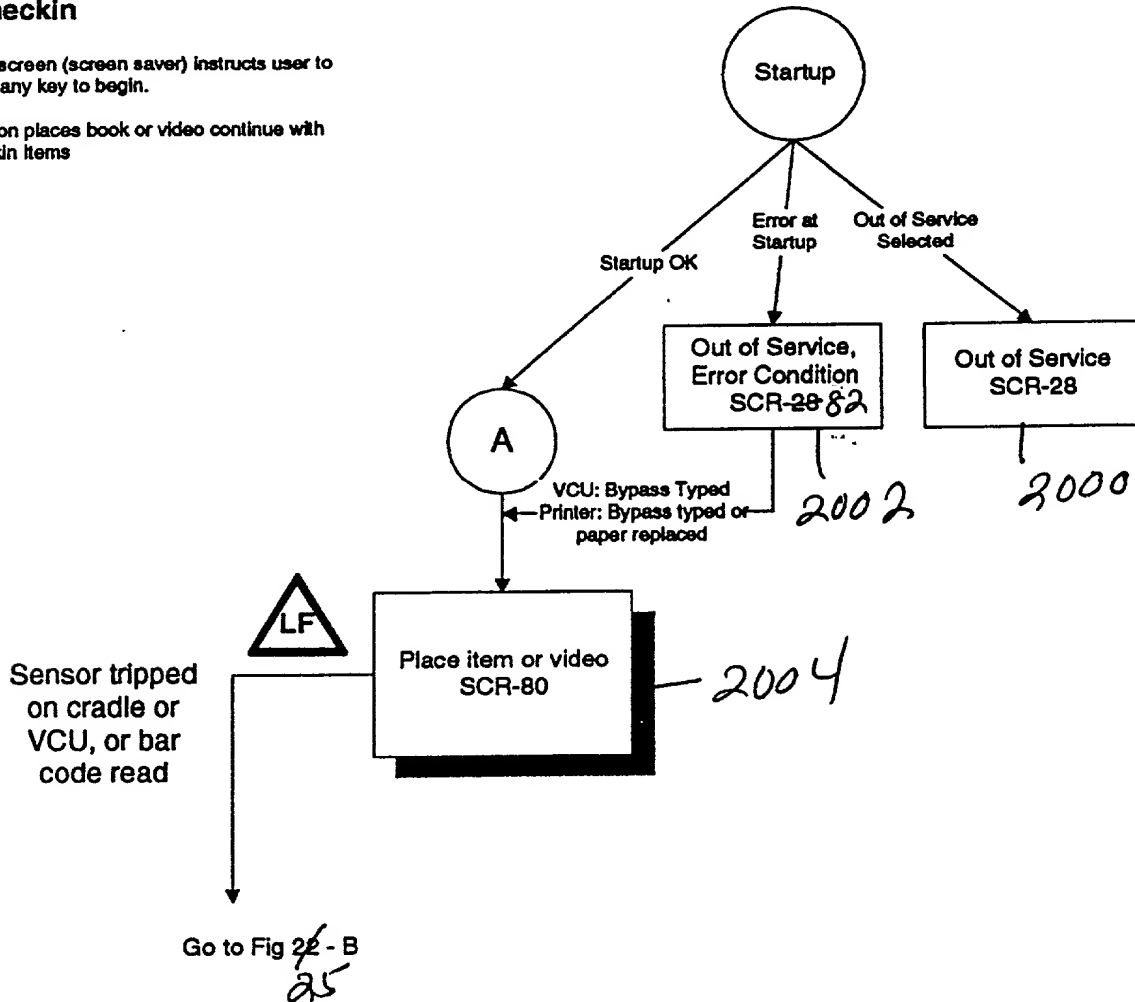 eckin
screen (screen saver) instructs user to
any key to begin.
on places book or video continue with
in items
Startup
Error at
Startup
Out of Service
Selected
Startup OK
Out of Service,
Error Condition
SCR-28 82
Out of Service
SCR-28
A
VCU: Bypass Typed
Printer: Bypass typed or
paper replaced
2002
2000
LF
Place item or video
SCR-80
2004
Sensor tripped
on cradle or
VCU, or bar
code read
Go to Fig 22 - B
25